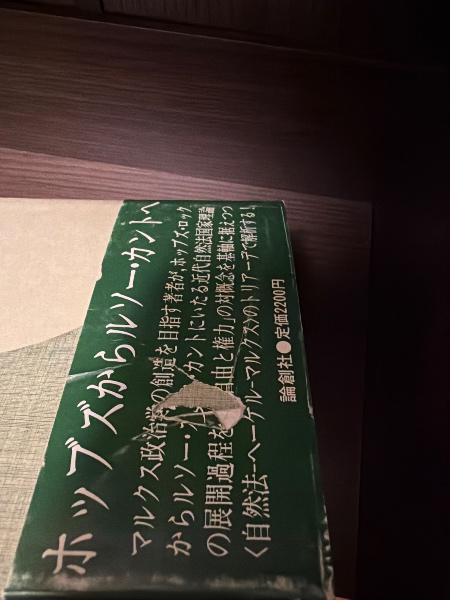 ホッブズからルソー・カントへ
マルクス政治学の創造を目指す著者が、ホッブズ・ロック
からルソー・カントにいたる近代自然法国家理論
の展開過程を「自由と権力」の対概念を基軸に据えつつ
〈自然法-ヘーゲル-マルクス〉のトリアーデで解析する！
論創社●定価2200円